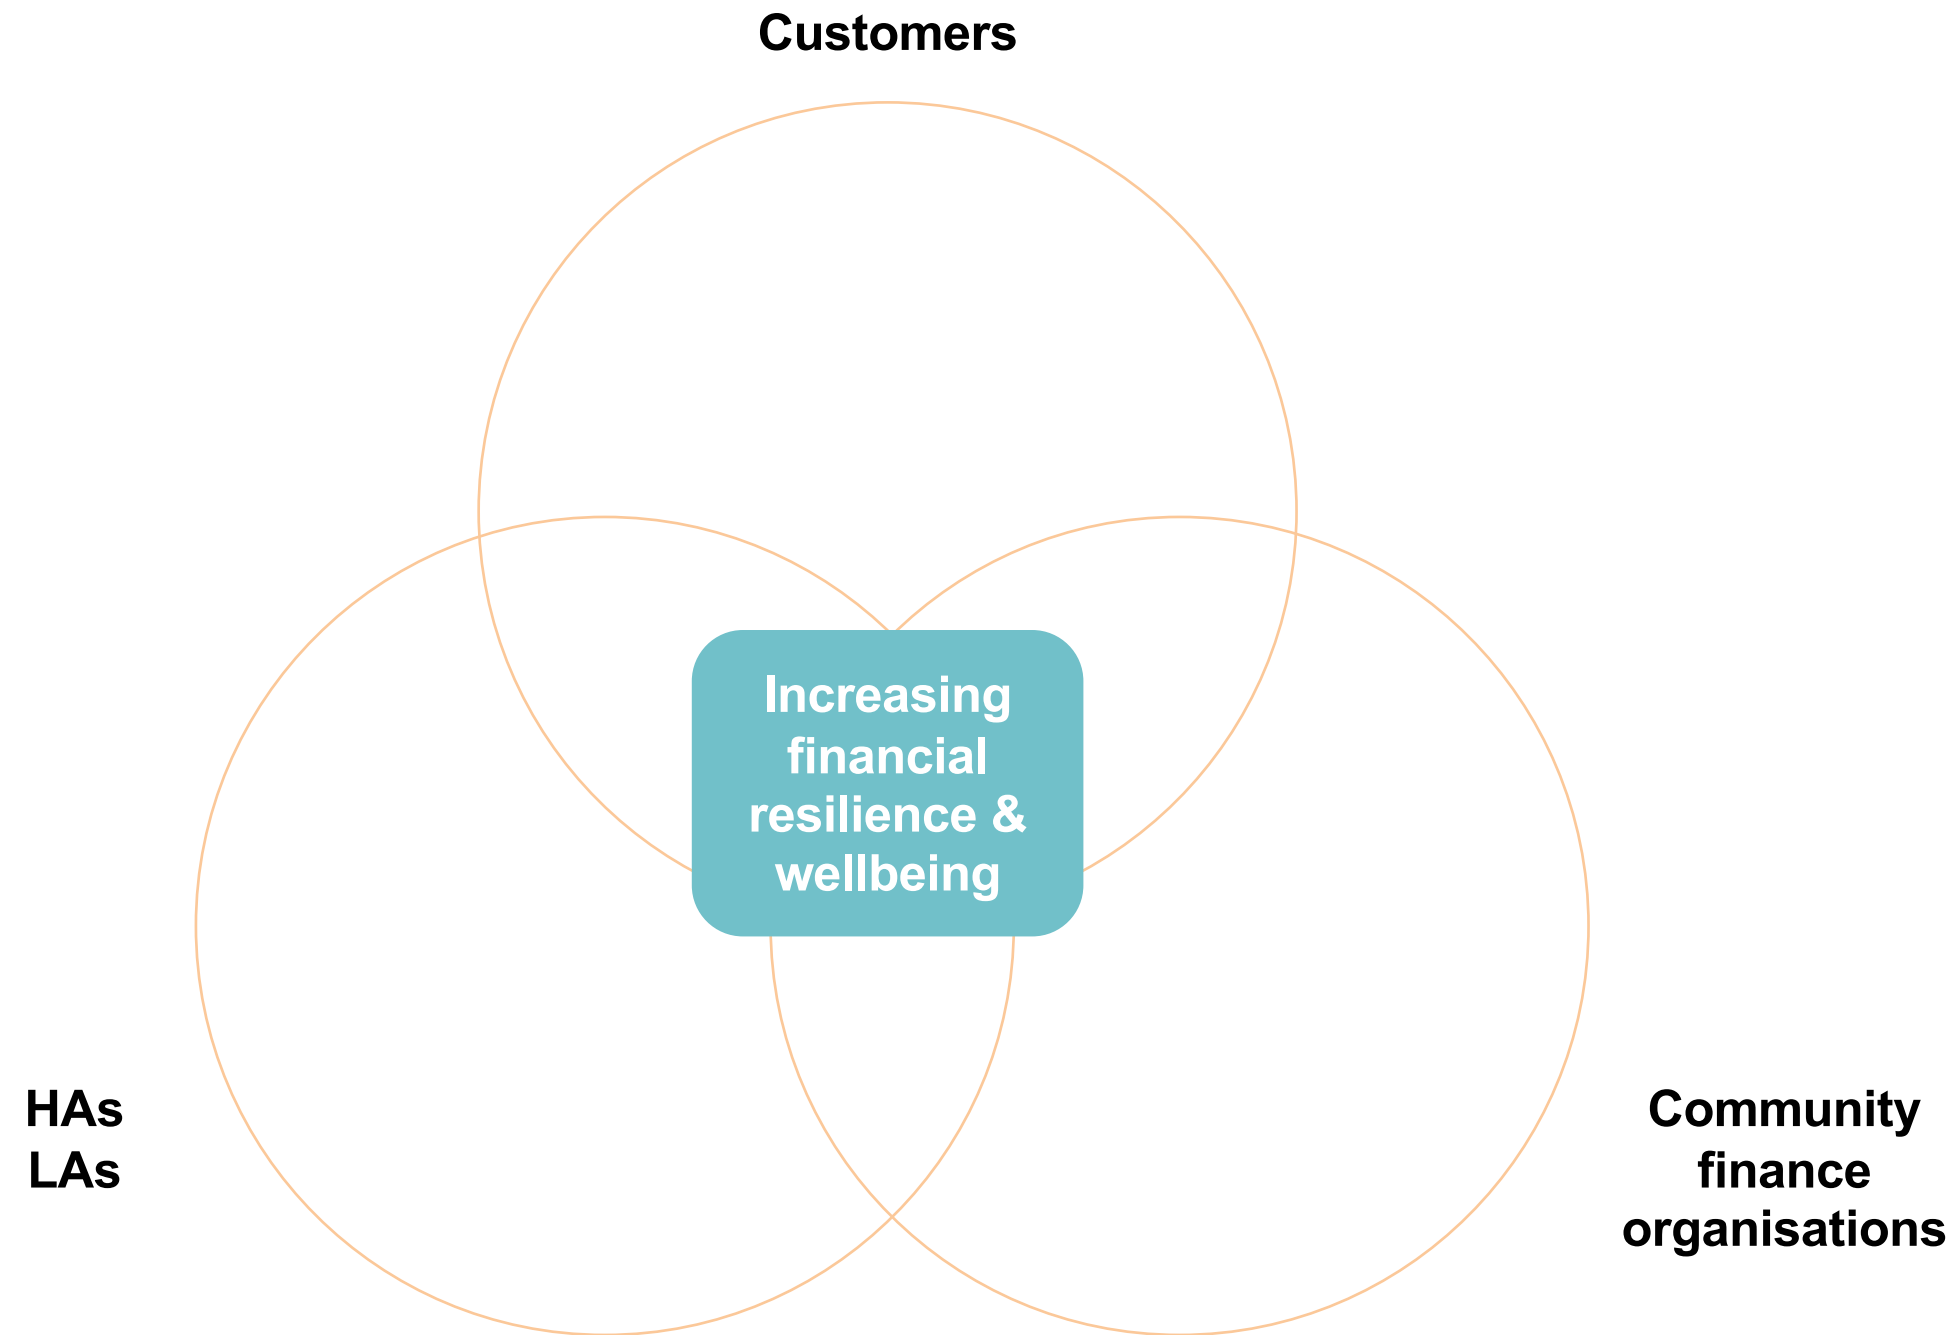 Customers
Increasing
financial
resilience &
wellbeing
HAs
LAs
Community
finance
organisations